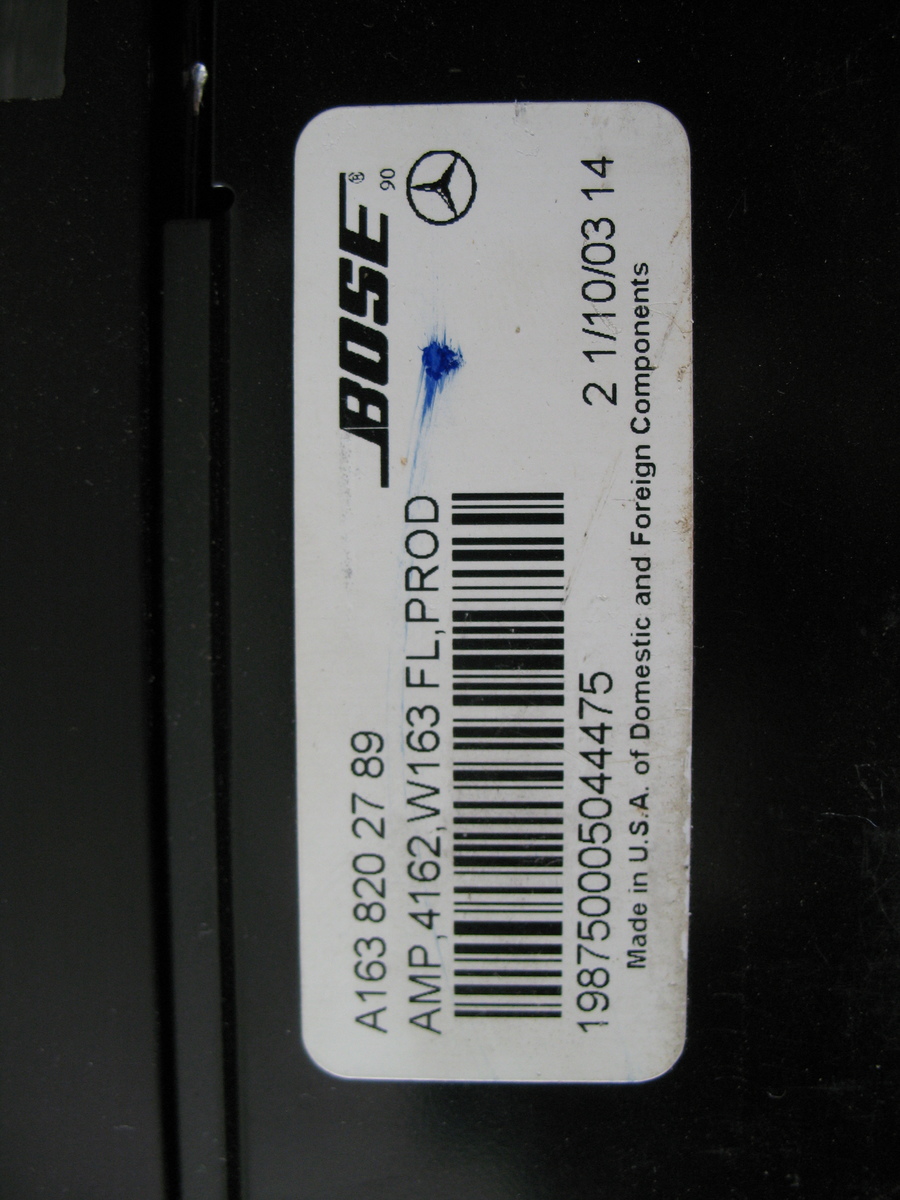 BOSE®
90
A163 820 27 89
AMP,4162,W163 FL,PROD
1987500050444475 2 1/10/03 14
Made in U.S.A. of Domestic and Foreign Components